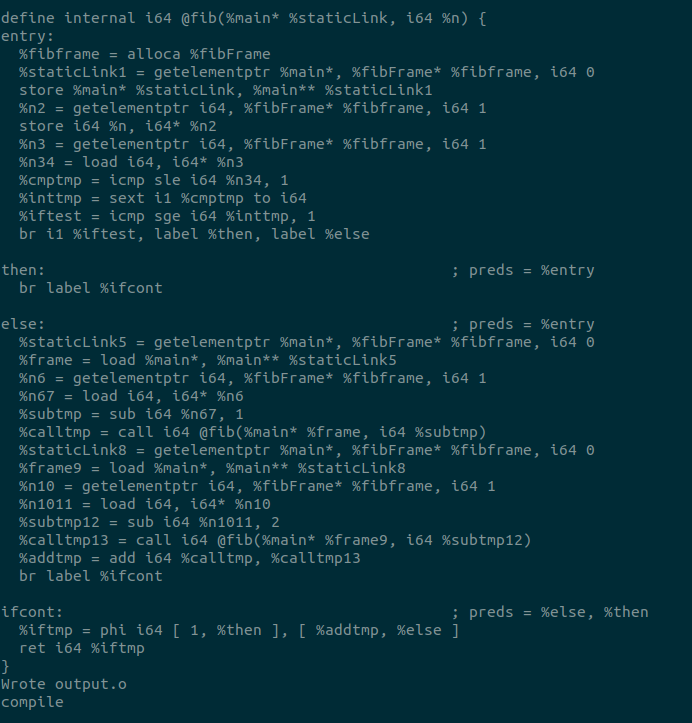 define internal i64 @fib(%main* %staticLink, i64 %n) {
entry:
  %fibframe = alloca %fibFrame
  %staticLink1 = getelementptr %main*, %fibFrame* %fibframe, i64 0
  store %main* %staticLink, %main** %staticLink1
  %n2 = getelementptr i64, %fibFrame* %fibframe, i64 1
  store i64 %n, i64* %n2
  %n3 = getelementptr i64, %fibFrame* %fibframe, i64 1
  %n34 = load i64, i64* %n3
  %cmptmp = icmp sle i64 %n34, 1
  %inttmp = sext i1 %cmptmp to i64
  %iftest = icmp sge i64 %inttmp, 1
  br i1 %iftest, label %then, label %else

then:                                             ; preds = %entry
  br label %ifcont

else:                                             ; preds = %entry
  %staticLink5 = getelementptr %main*, %fibFrame* %fibframe, i64 0
  %frame = load %main*, %main** %staticLink5
  %n6 = getelementptr i64, %fibFrame* %fibframe, i64 1
  %n67 = load i64, i64* %n6
  %subtmp = sub i64 %n67, 1
  %calltmp = call i64 @fib(%main* %frame, i64 %subtmp)
  %staticLink8 = getelementptr %main*, %fibFrame* %fibframe, i64 0
  %frame9 = load %main*, %main** %staticLink8
  %n10 = getelementptr i64, %fibFrame* %fibframe, i64 1
  %n1011 = load i64, i64* %n10
  %subtmp12 = sub i64 %n1011, 2
  %calltmp13 = call i64 @fib(%main* %frame9, i64 %subtmp12)
  %addtmp = add i64 %calltmp, %calltmp13
  br label %ifcont

ifcont:                                           ; preds = %else, %then
  %iftmp = phi i64 [ 1, %then ], [ %addtmp, %else ]
  ret i64 %iftmp
}
Wrote output.o
compile